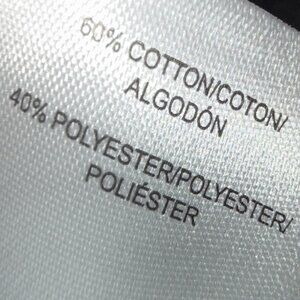 60% COTTON/COTON/
ALGODÓN
40% POLYESTER/POLYESTER/
POLIÉSTER